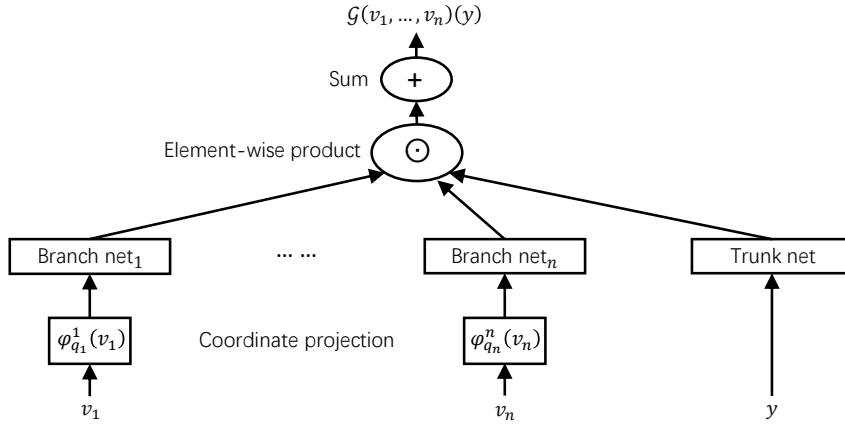 𝒢(v₁, …, vₙ)(y)
Sum +
Element-wise product ⊙
Branch net₁ … … Branch netₙ Trunk net
φ¹_q₁(v₁) Coordinate projection φⁿ_qₙ(vₙ)
v₁ vₙ y